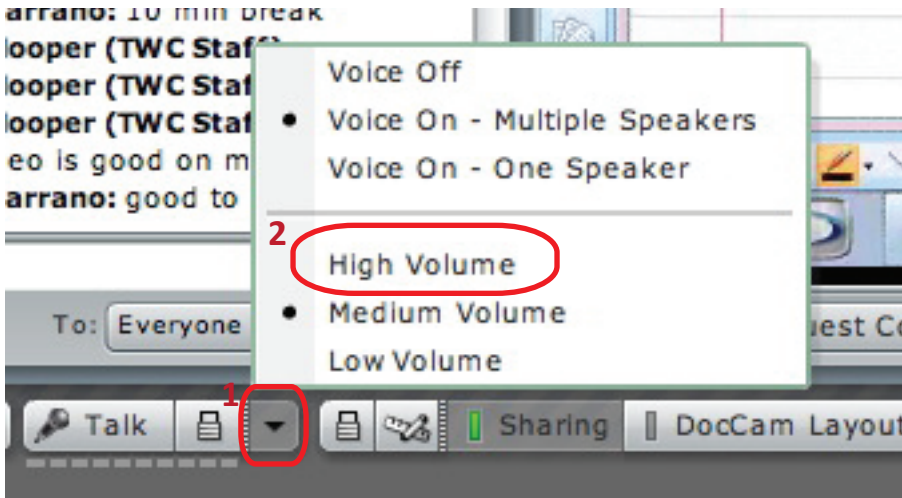 arrano: 10 min break
looper (TWC Staff)
looper (TWC Staf
looper (TWC Staf
eo is good on m
arrano: good to
Voice Off
Voice On - Multiple Speakers
Voice On - One Speaker
2
High Volume
Medium Volume
Low Volume
To: Everyone
uest Co
1
Talk
Sharing
DocCam Layout